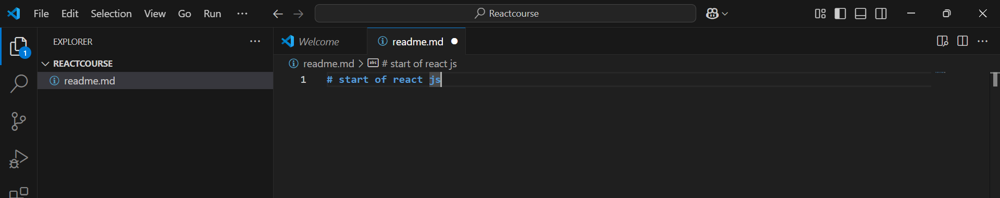 File Edit Selection View Go Run ···
Reactcourse
EXPLORER ···
Welcome
readme.md
REACTCOURSE
readme.md
1
readme.md > # start of react js
1 # start of react js